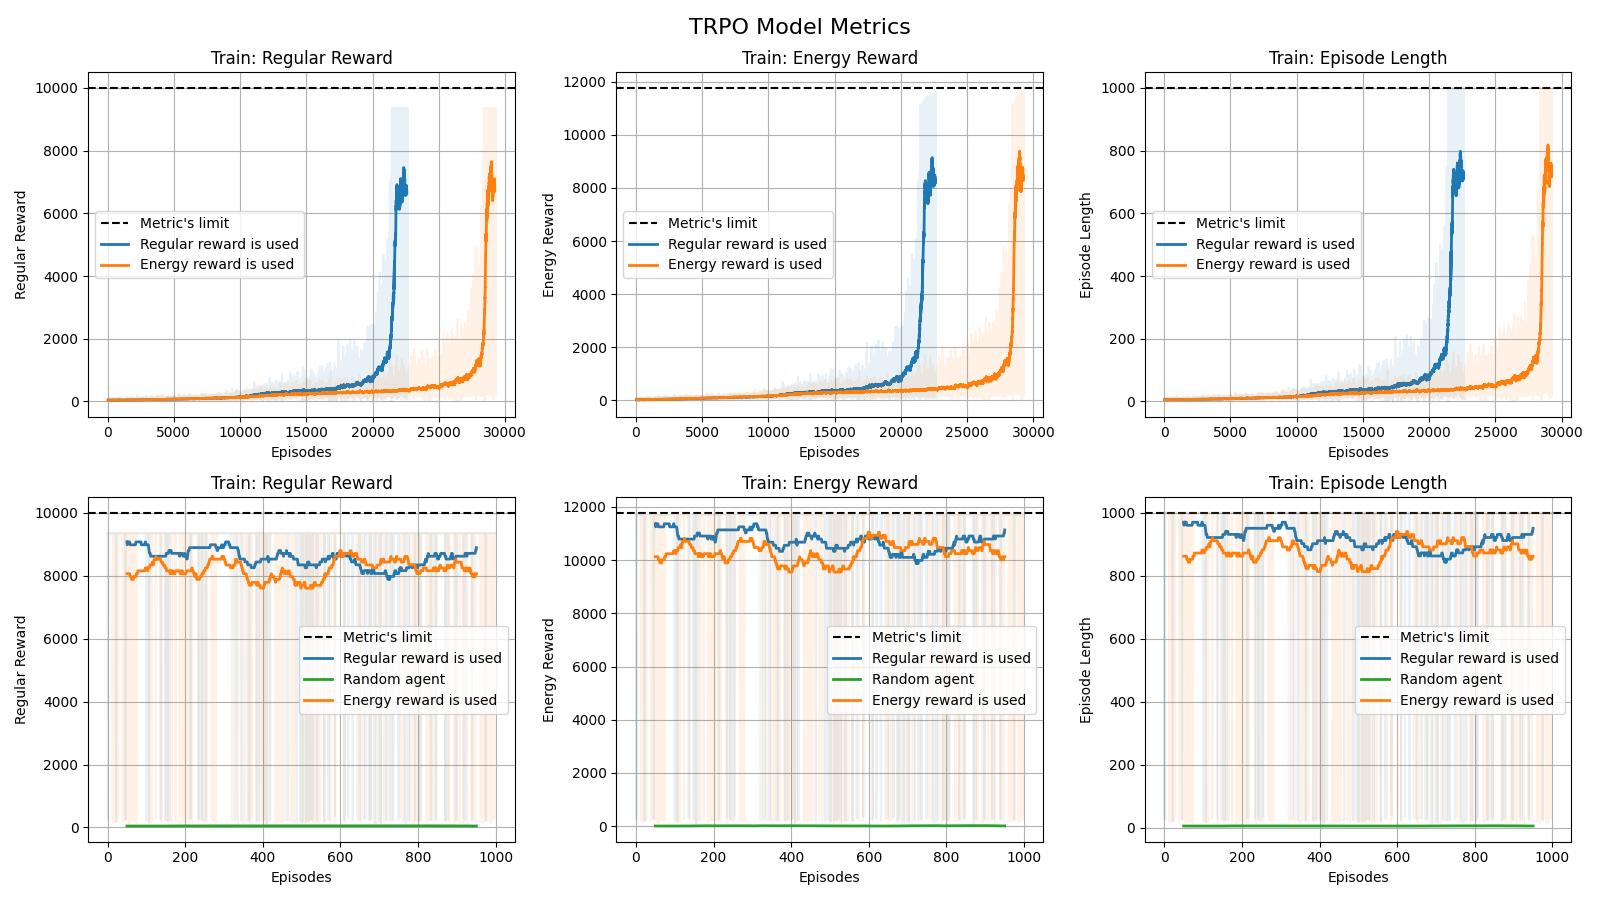 TRPO Model Metrics
Train: Regular Reward
10000
8000
6000
4000
2000
0
Regular Reward
Metric's limit
Regular reward is used
Energy reward is used
0 5000 10000 15000 20000 25000 30000
Episodes
Train: Energy Reward
12000
10000
8000
6000
4000
2000
0
Energy Reward
Metric's limit
Regular reward is used
Energy reward is used
0 5000 10000 15000 20000 25000 30000
Episodes
Train: Episode Length
1000
800
600
400
200
0
Episode Length
Metric's limit
Regular reward is used
Energy reward is used
0 5000 10000 15000 20000 25000 30000
Episodes
Train: Regular Reward
10000
8000
6000
4000
2000
0
Regular Reward
Metric's limit
Regular reward is used
Random agent
Energy reward is used
0 200 400 600 800 1000
Episodes
Train: Energy Reward
12000
10000
8000
6000
4000
2000
0
Energy Reward
Metric's limit
Regular reward is used
Random agent
Energy reward is used
0 200 400 600 800 1000
Episodes
Train: Episode Length
1000
800
600
400
200
0
Episode Length
Metric's limit
Regular reward is used
Random agent
Energy reward is used
0 200 400 600 800 1000
Episodes